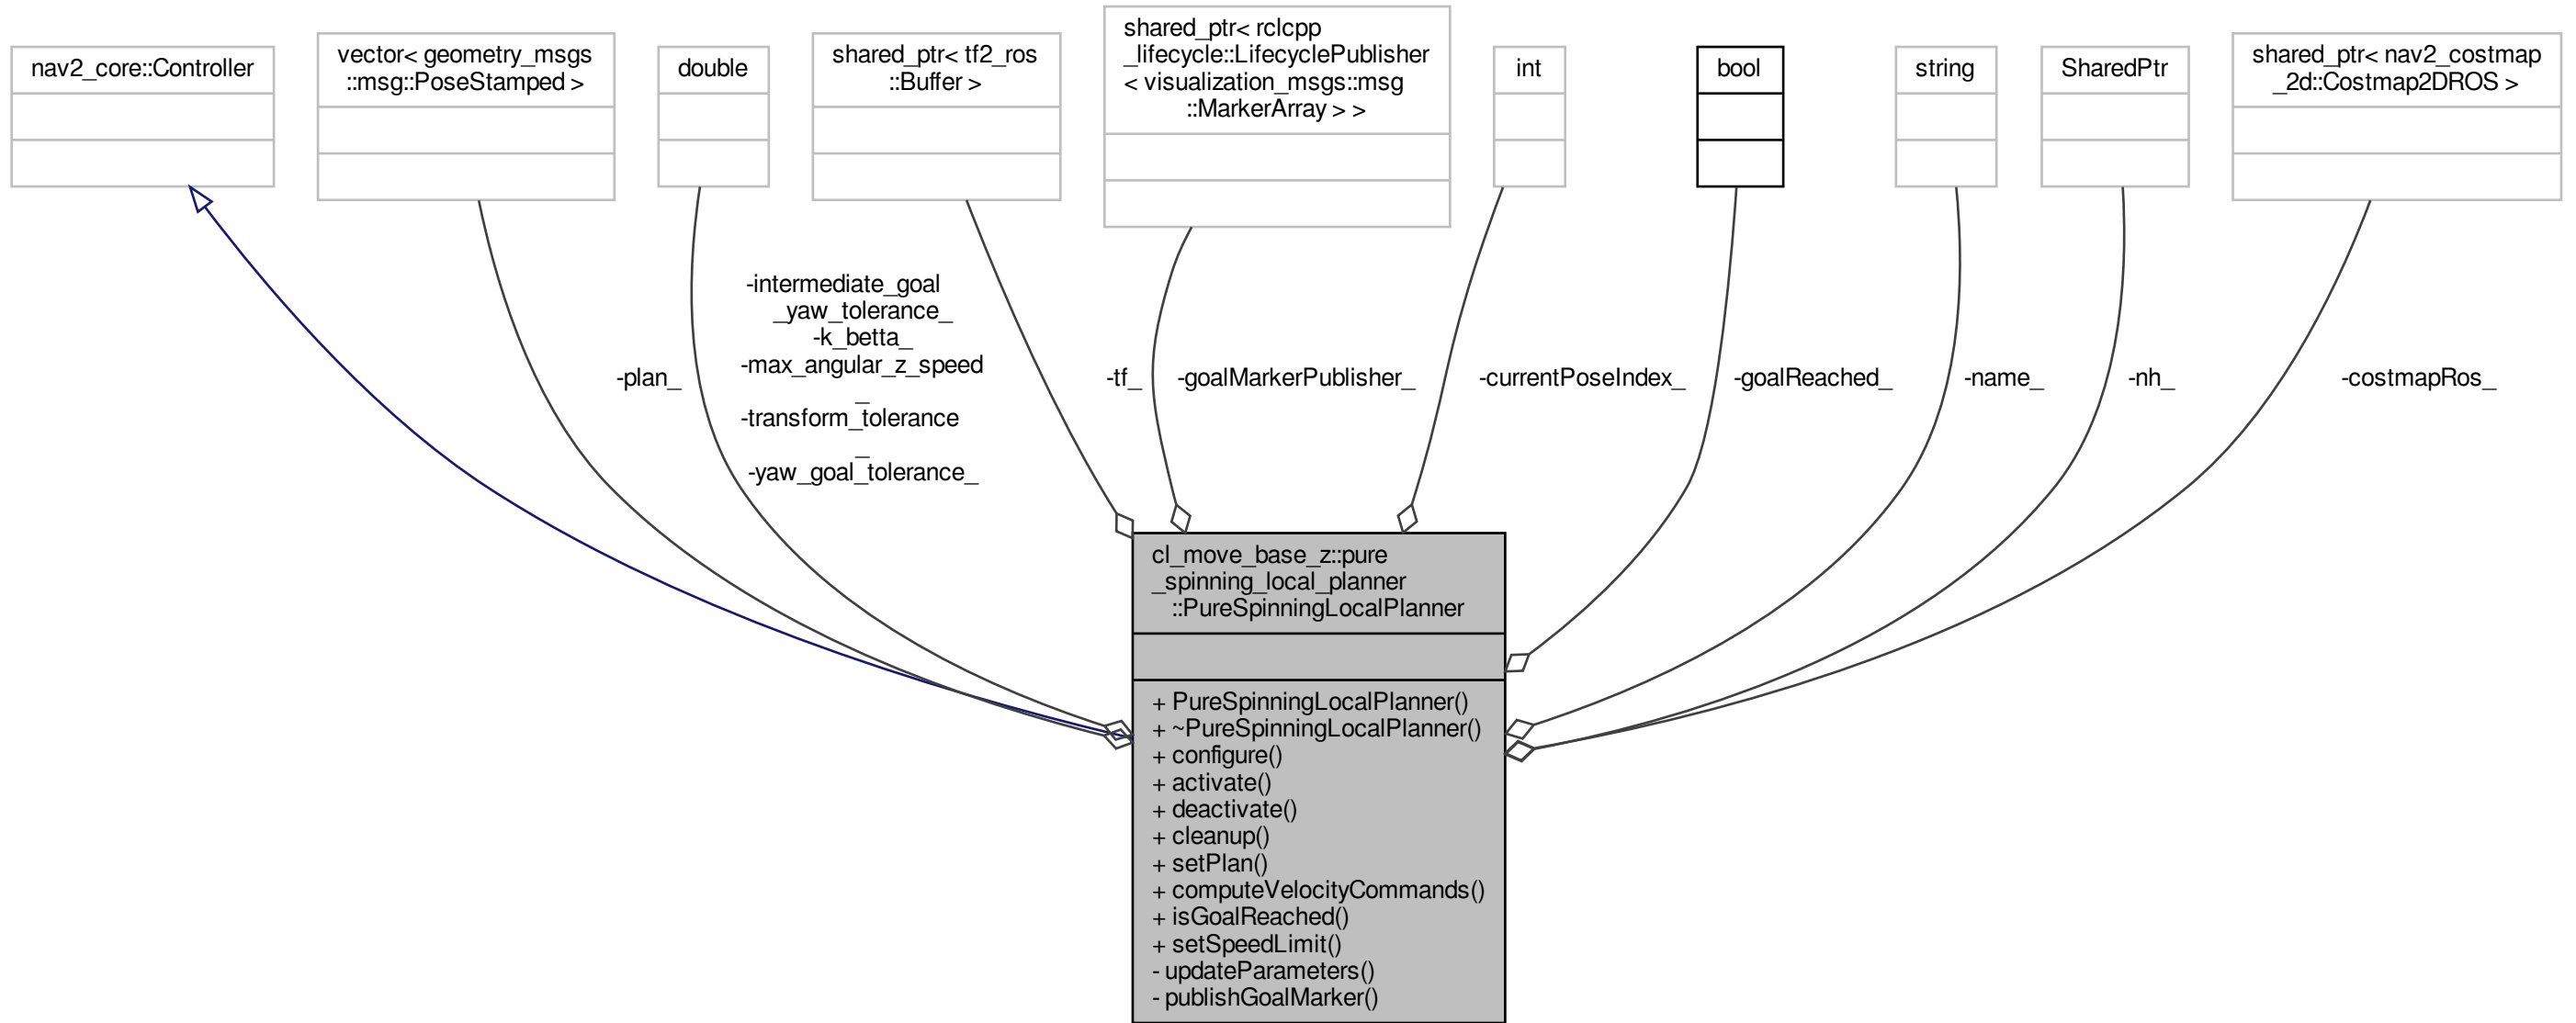 nav2_core::Controller
vector< geometry_msgs
::msg::PoseStamped >
double
shared_ptr< tf2_ros
::Buffer >
shared_ptr< rclcpp
_lifecycle::LifecyclePublisher
< visualization_msgs::msg
::MarkerArray > >
int
bool
string
SharedPtr
shared_ptr< nav2_costmap
_2d::Costmap2DROS >
-plan_
-intermediate_goal
_yaw_tolerance_
-k_betta_
-max_angular_z_speed
_
-transform_tolerance
_
-yaw_goal_tolerance_
-tf_
-goalMarkerPublisher_
-currentPoseIndex_
-goalReached_
-name_
-nh_
-costmapRos_
cl_move_base_z::pure
_spinning_local_planner
::PureSpinningLocalPlanner
+ PureSpinningLocalPlanner()
+ ~PureSpinningLocalPlanner()
+ configure()
+ activate()
+ deactivate()
+ cleanup()
+ setPlan()
+ computeVelocityCommands()
+ isGoalReached()
+ setSpeedLimit()
- updateParameters()
- publishGoalMarker()